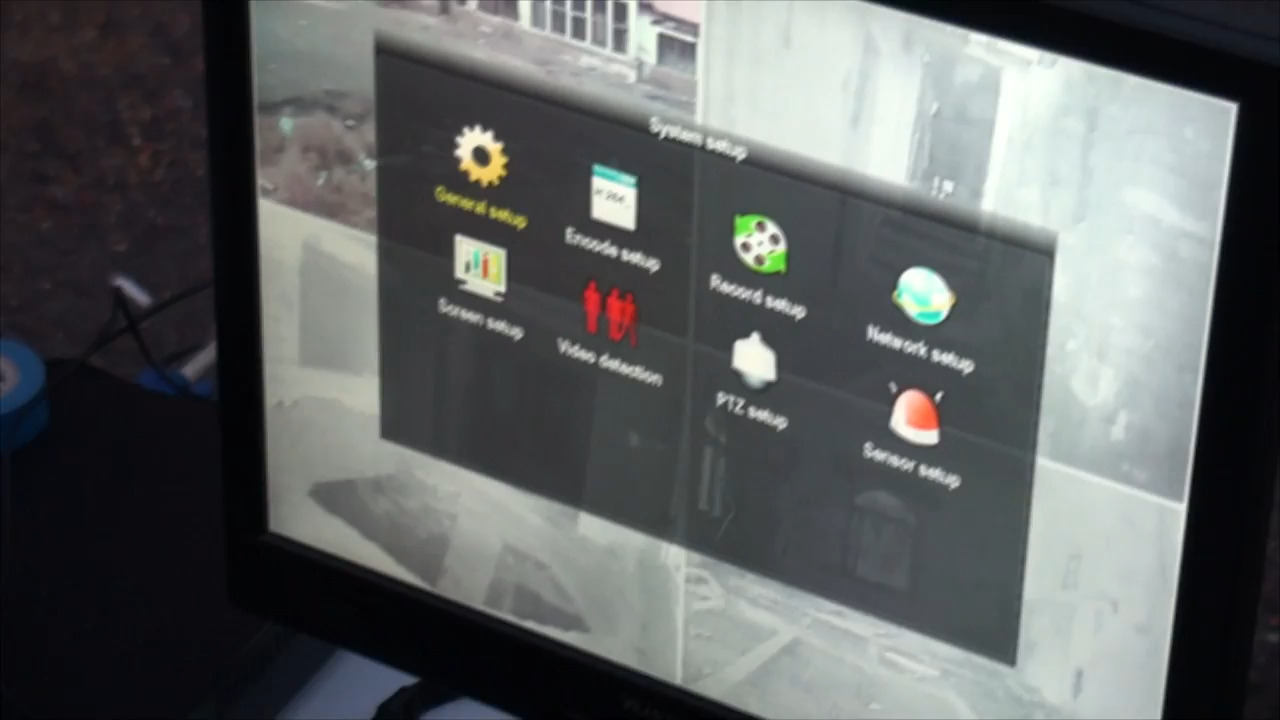 System setup
General setup
Encode setup
Record setup
Network setup
Screen setup
Video detection
PTZ setup
Sensor setup